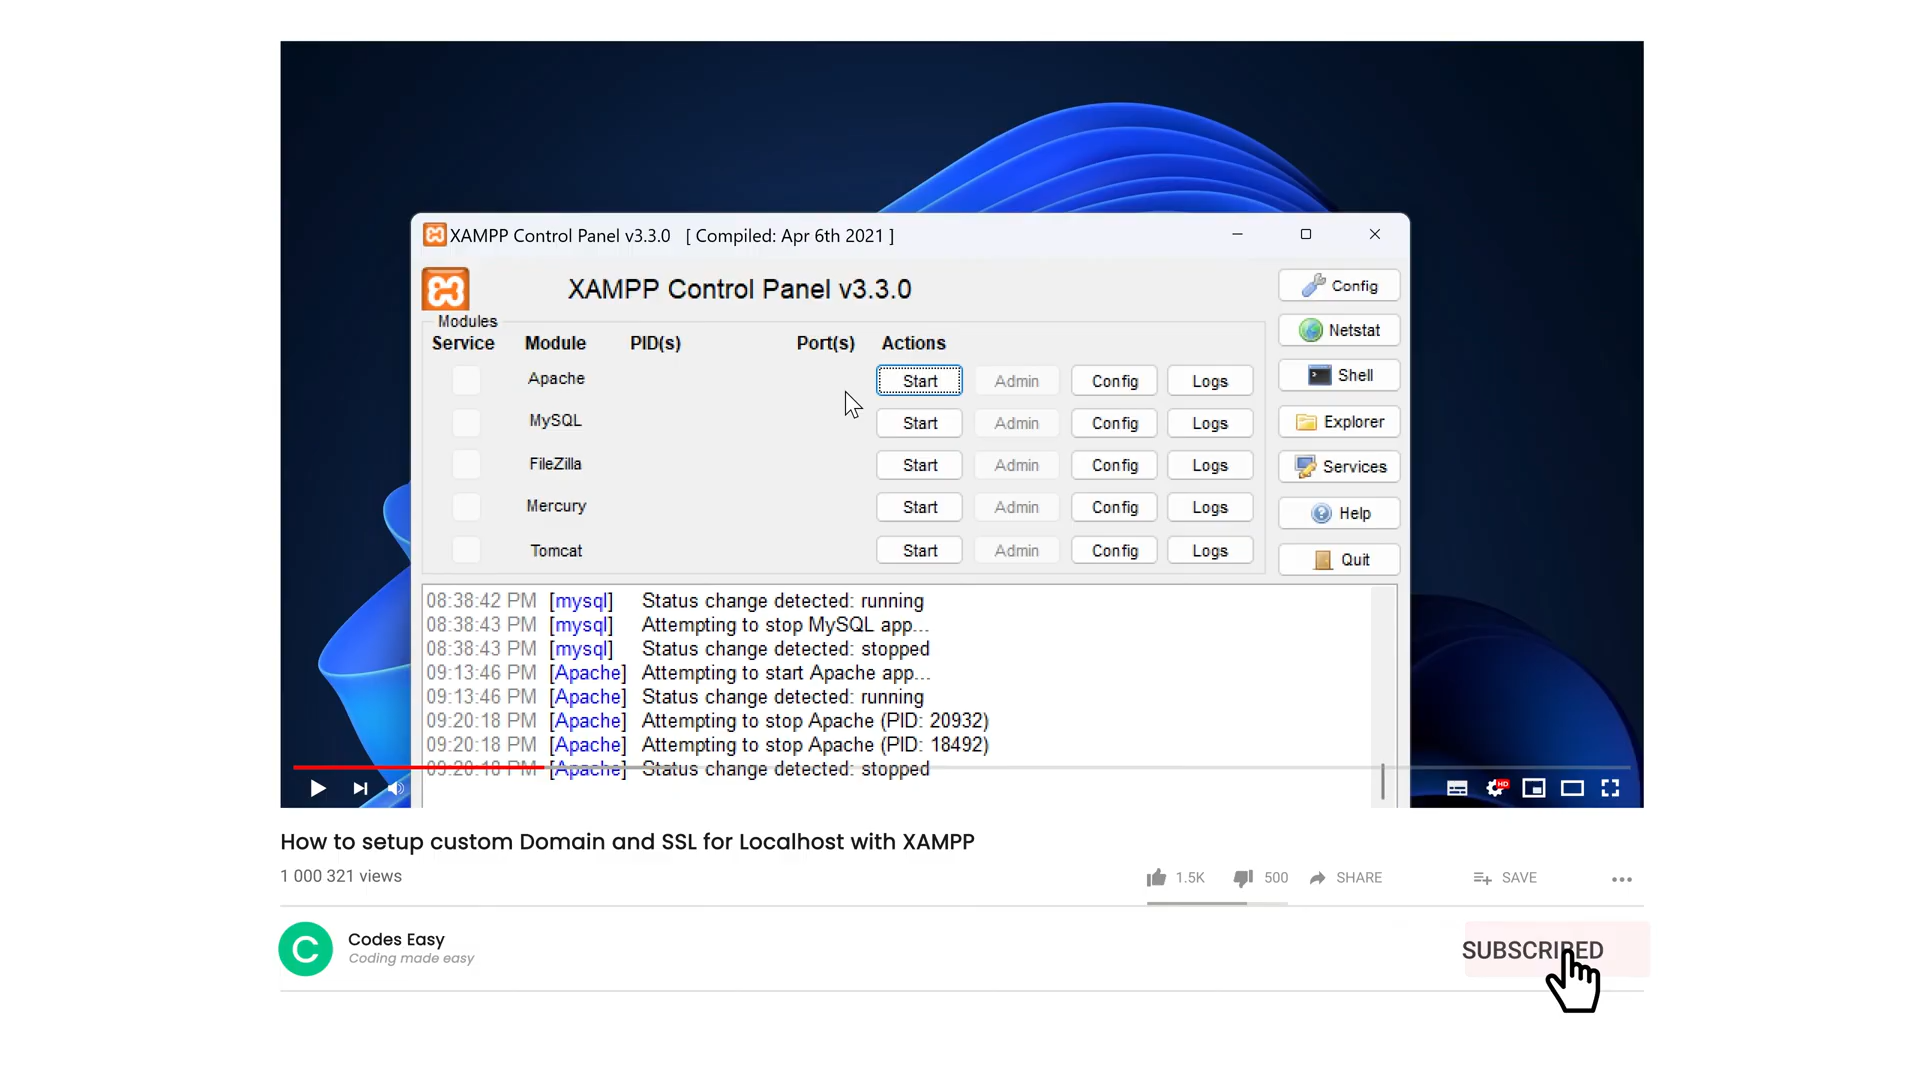 XAMPP Control Panel v3.3.0 [ Compiled: Apr 6th 2021 ]
XAMPP Control Panel v3.3.0
Config
Modules
Service Module PID(s) Port(s) Actions
Netstat
Apache Start Admin Config Logs
Shell
MySQL Start Admin Config Logs
Explorer
FileZilla Start Admin Config Logs
Services
Mercury Start Admin Config Logs
Help
Tomcat Start Admin Config Logs
Quit
08:38:42 PM [mysql] Status change detected: running
08:38:43 PM [mysql] Attempting to stop MySQL app...
08:38:43 PM [mysql] Status change detected: stopped
09:13:46 PM [Apache] Attempting to start Apache app...
09:13:46 PM [Apache] Status change detected: running
09:20:18 PM [Apache] Attempting to stop Apache (PID: 20932)
09:20:18 PM [Apache] Attempting to stop Apache (PID: 18492)
09:20:18 PM [Apache] Status change detected: stopped
HD
How to setup custom Domain and SSL for Localhost with XAMPP
1 000 321 views
1.5K 500 SHARE SAVE
C
Codes Easy
Coding made easy
SUBSCRIBED